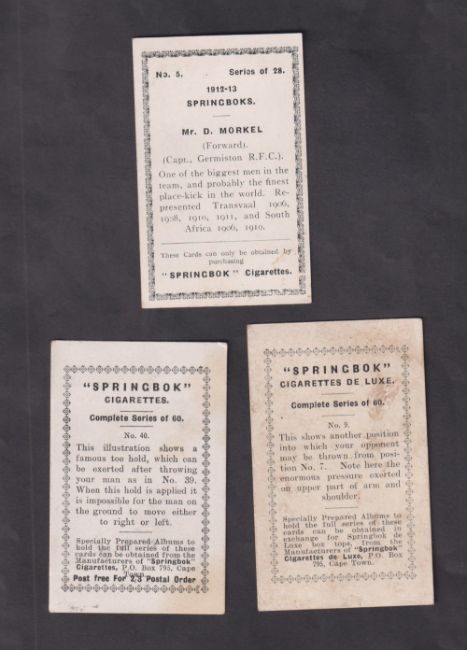 No. 5. Series of 28.
1912-13
SPRINGBOKS.
Mr. D. MORKEL
(Forward).
(Capt., Germiston R.F.C.).
One of the biggest men in the
team, and probably the finest
place-kick in the world. Re-
presented Transvaal 1906,
1908, 1910, 1911, and South
Africa 1906, 1910.
These Cards can only be obtained by
purchasing
"SPRINGBOK" Cigarettes.
"SPRINGBOK"
CIGARETTES.
Complete Series of 60.
No. 40.
This illustration shows a
famous toe hold, which can
be exerted after throwing
your man as in No. 39.
When this hold is applied it
is impossible for the man on
the ground to move either
to right or left.
Specially Prepared Albums to
hold the full series of these
cards can be obtained from the
Manufacturers of "Springbok"
Cigarettes, P.O. Box 795, Cape
Town
Post free For 2/3 Postal Order
"SPRINGBOK"
CIGARETTES DE LUXE.
Complete Series of 60.
No. 9.
This shows another position
into which your opponent
may be thrown from posi-
tion No. 7. Note here the
enormous pressure exerted
on upper part of arm and
shoulder.
Specially Prepared Albums to
hold the full series of these
cards can be obtained in
exchange for Springbok de
Luxe box tops, from the
Manufacturers of "Springbok"
Cigarettes de Luxe, P.O. Box
795, Cape Town.